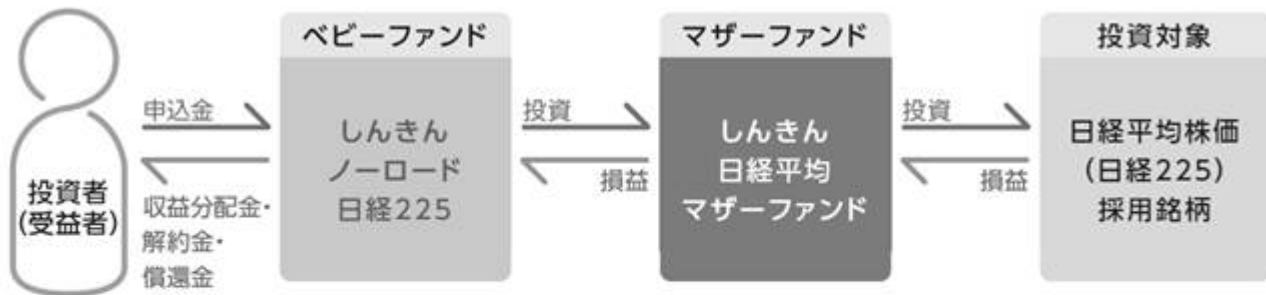 投資者
(受益者)
申込金
収益分配金・
解約金・
償還金
ベビーファンド
しんきん
ノーロード
日経225
投資
損益
マザーファンド
しんきん
日経平均
マザーファンド
投資
損益
投資対象
日経平均株価
(日経225)
採用銘柄